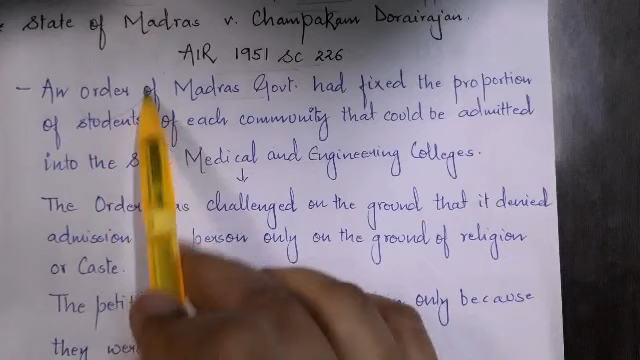 State of Madras v. Champakam Dorairajan.
AIR 1951 SC 226
- An order of Madras Govt. had fixed the proportion
of students of each community that could be admitted
into the Medical and Engineering Colleges.
The Order challenged on the ground that it denied
admission person only on the ground of religion
or Caste.
The only because
they